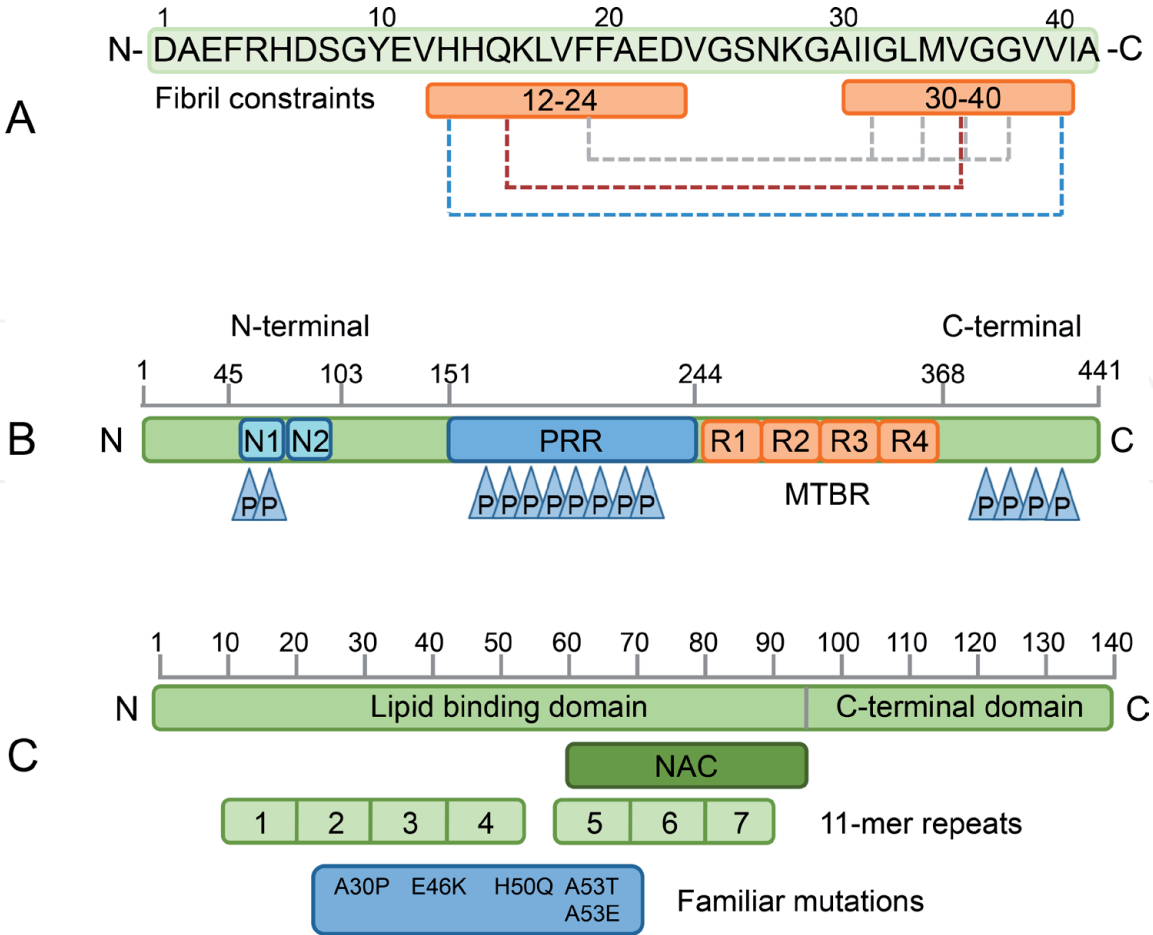 1 10 20 30 40
N- DAEFRHDSGYEVHHQKLVFFAEDVGSNKGAIIGLMVGGVVIA -C
Fibril constraints 12-24 30-40
A
N-terminal C-terminal
1 45 103 151 244 368 441
B N N1 N2 PRR R1 R2 R3 R4 C
MTBR
P P P P P P P P P P P P P P
1 10 20 30 40 50 60 70 80 90 100 110 120 130 140
N Lipid binding domain C-terminal domain C
C
NAC
1 2 3 4 5 6 7 11-mer repeats
A30P E46K H50Q A53T
Familiar mutations
A53E